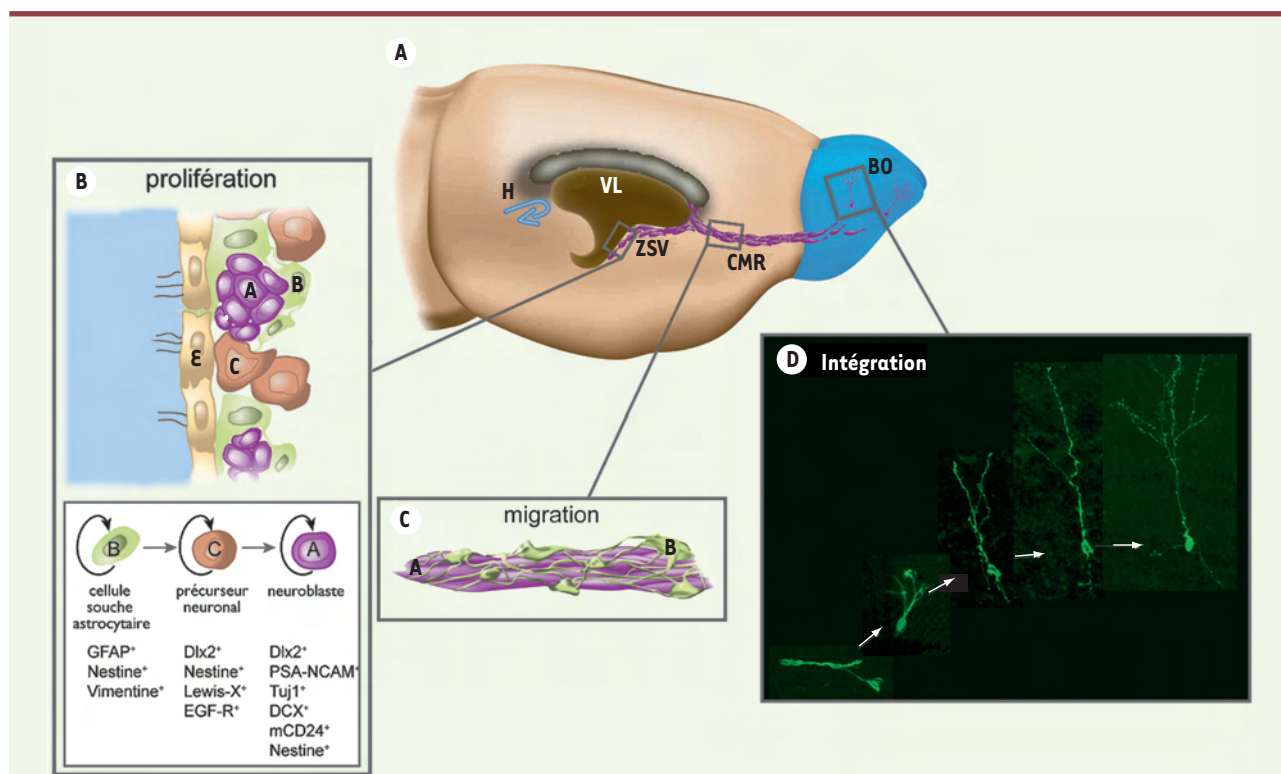 A
BO
VL
H
ZSV
CMR
B
prolifération
A
B
ε
C
B
C
A
cellule
souche
astrocytaire
précurseur
neuronal
neuroblaste
GFAP⁺
Nestine⁺
Vimentine⁺
Dlx2⁺
Nestine⁺
Lewis-X⁺
EGF-R⁺
Dlx2⁺
PSA-NCAM⁺
Tuj1⁺
DCX⁺
mCD24⁺
Nestine⁺
C
migration
A
B
D Intégration